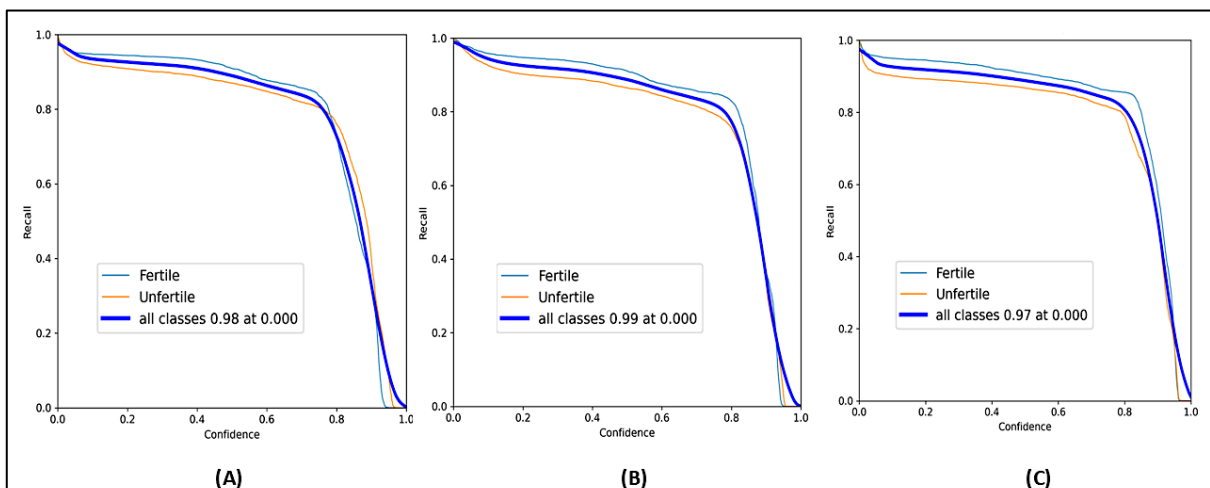 1.0
0.8
0.6
0.4
0.2
0.0
Recall
Fertile
Unfertile
all classes 0.98 at 0.000
0.0 0.2 0.4 0.6 0.8 1.0
Confidence
(A)
1.0
0.8
0.6
0.4
0.2
0.0
Recall
Fertile
Unfertile
all classes 0.99 at 0.000
0.0 0.2 0.4 0.6 0.8 1.0
Confidence
(B)
1.0
0.8
0.6
0.4
0.2
0.0
Recall
Fertile
Unfertile
all classes 0.97 at 0.000
0.0 0.2 0.4 0.6 0.8 1.0
Confidence
(C)